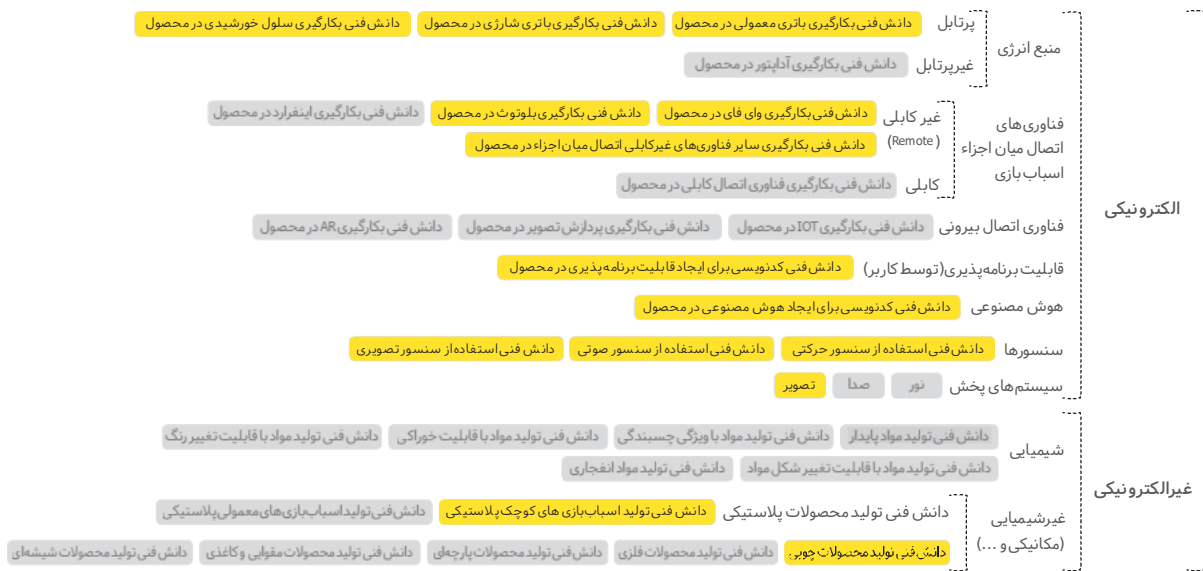 الکترونیکی
منبع انرژی
پرتابل دانش فنی بکارگیری باتری معمولی در محصول دانش فنی بکارگیری باتری شارژی در محصول دانش فنی بکارگیری سلول خورشیدی در محصول
غیرپرتابل دانش فنی بکارگیری آداپتور در محصول
فناوری‌های
اتصال میان اجزاء
اسباب بازی
غیر کابلی دانش فنی بکارگیری وای فای در محصول دانش فنی بکارگیری بلوتوث در محصول دانش فنی بکارگیری اینفرارد در محصول
(Remote) دانش فنی بکارگیری سایر فناوری‌های غیرکابلی اتصال میان اجزاء در محصول
کابلی دانش فنی بکارگیری فناوری اتصال کابلی در محصول
فناوری اتصال بیرونی دانش فنی بکارگیری IOT در محصول دانش فنی بکارگیری پردازش تصویر در محصول دانش فنی بکارگیری AR در محصول
قابلیت برنامه‌پذیری(توسط کاربر) دانش فنی کدنویسی برای ایجاد قابلیت برنامه پذیری در محصول
هوش مصنوعی دانش فنی کدنویسی برای ایجاد هوش مصنوعی در محصول
سنسورها دانش فنی استفاده از سنسور حرکتی دانش فنی استفاده از سنسور صوتی دانش فنی استفاده از سنسور تصویری
سیستم‌های پخش نور صدا تصویر
غیرالکترونیکی
شیمیایی دانش فنی تولید مواد پایدار دانش فنی تولید مواد با ویژگی چسبندگی دانش فنی تولید مواد با قابلیت خوراکی دانش فنی تولید مواد با قابلیت تغییر رنگ
دانش فنی تولید مواد با قابلیت تغییر شکل مواد دانش فنی تولید مواد انفجاری
غیرشیمیایی
(مکانیکی و ...)
دانش فنی تولید محصولات پلاستیکی دانش فنی تولید اسباب‌بازی های کوچک پلاستیکی دانش فنی تولید اسباب‌بازی‌های معمولی پلاستیکی
دانش فنی تولید محصولات چوبی دانش فنی تولید محصولات فلزی دانش فنی تولید محصولات پارچه‌ای دانش فنی تولید محصولات مقوایی و کاغذی دانش فنی تولید محصولات شیشه‌ای